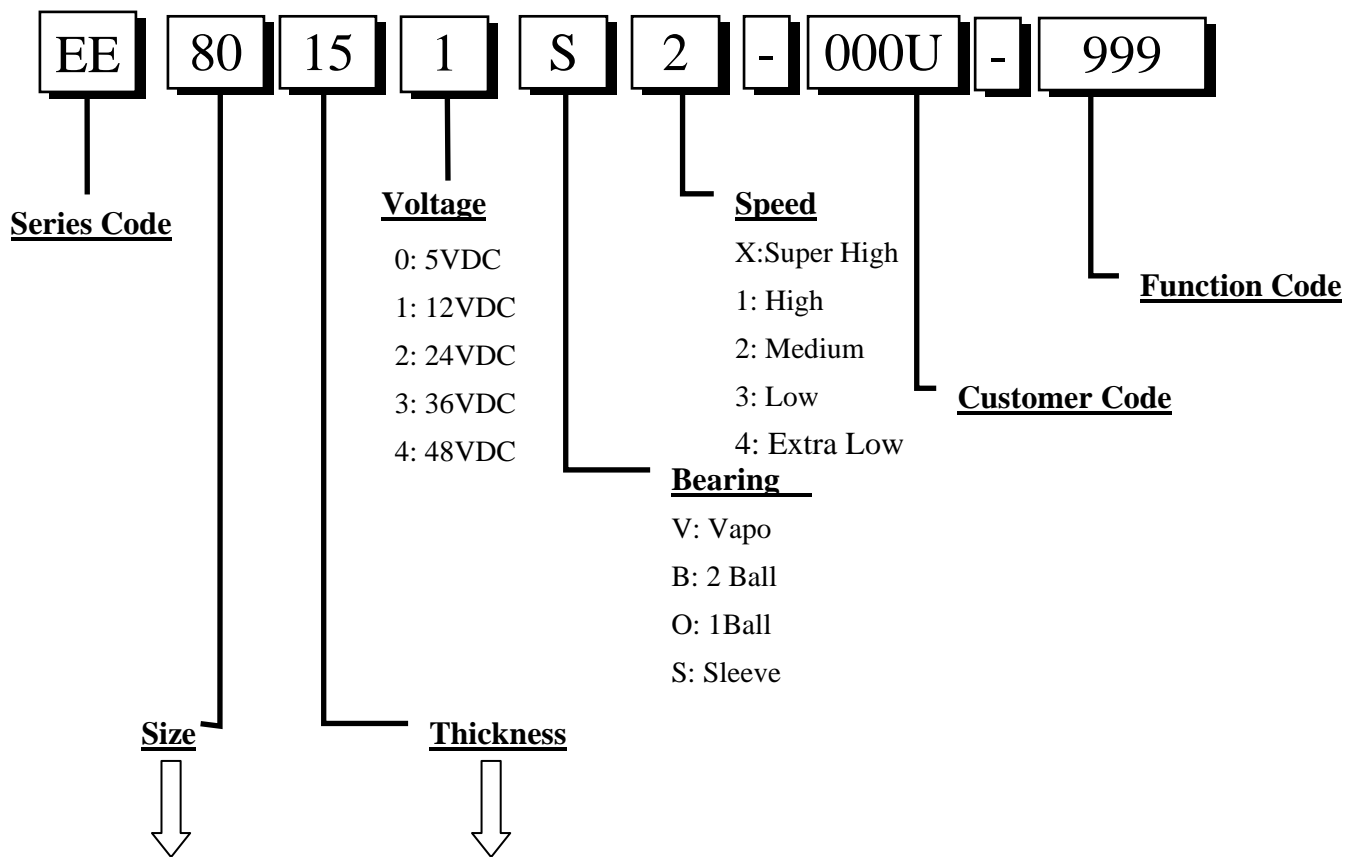 EE 80 15 1 S 2 - 000U - 999
Series Code
Voltage
0: 5VDC
1: 12VDC
2: 24VDC
3: 36VDC
4: 48VDC
Speed
X:Super High
1: High
2: Medium
3: Low
4: Extra Low
Function Code
Customer Code
Bearing
V: Vapo
B: 2 Ball
O: 1Ball
S: Sleeve
Size
Thickness